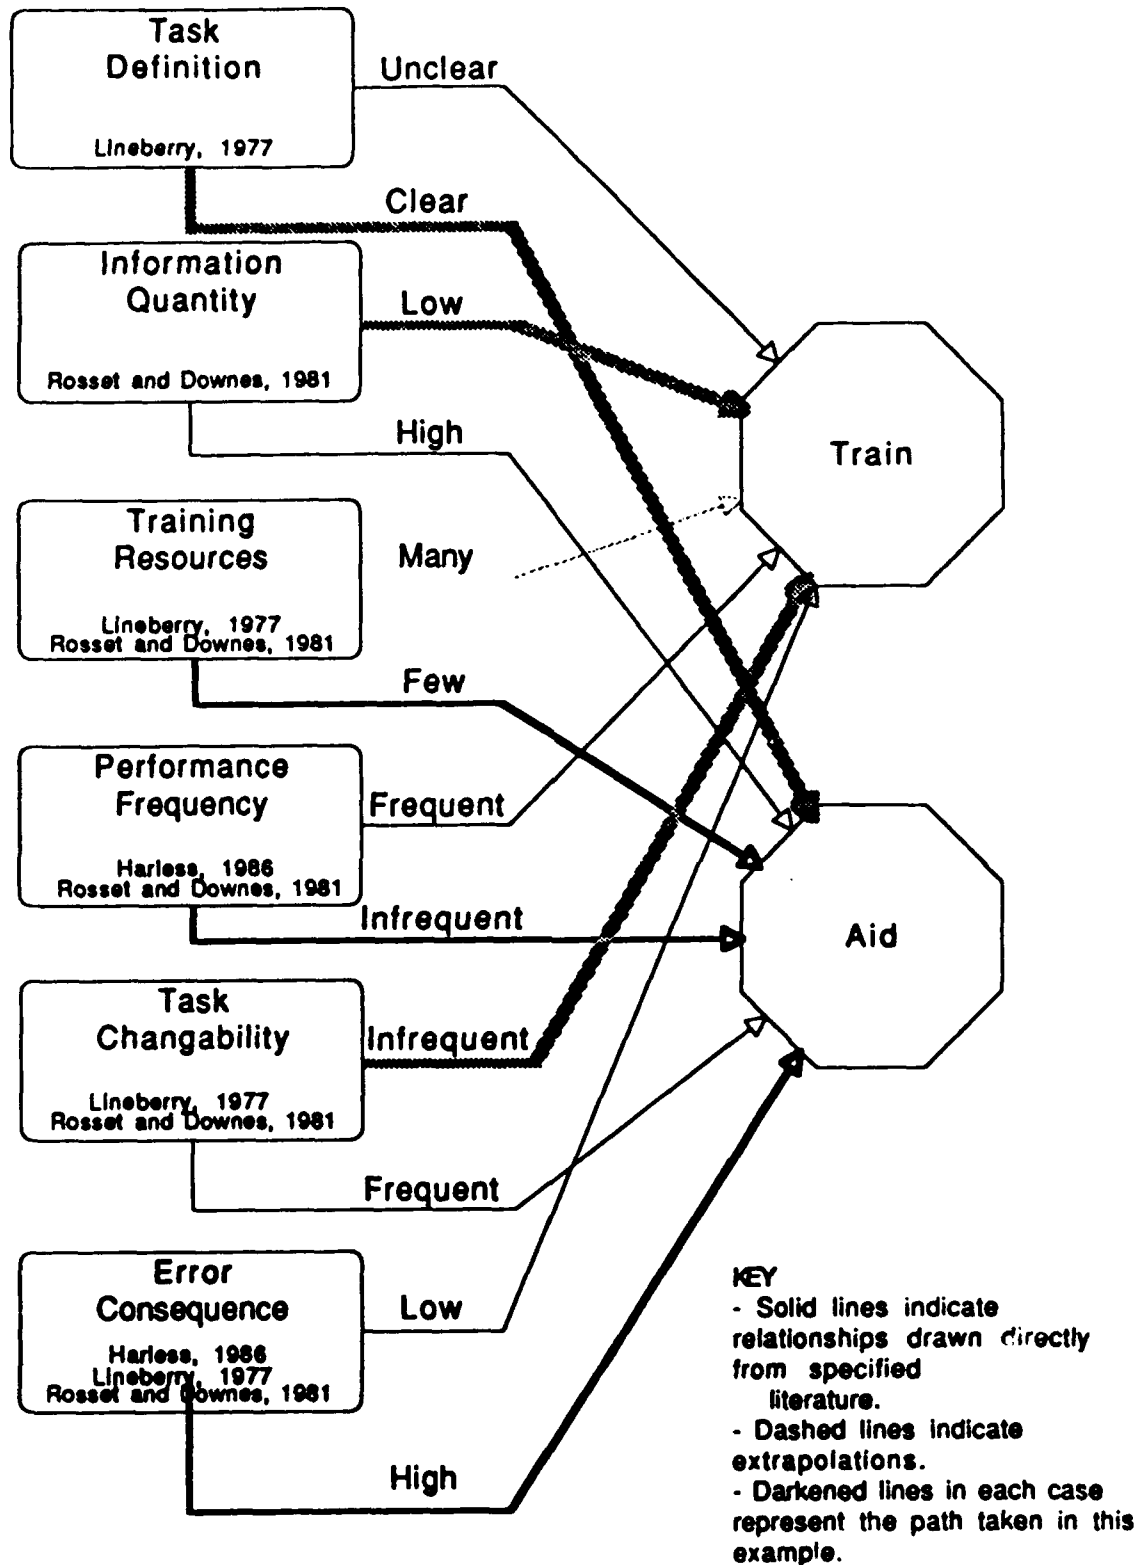 Task
Definition
Lineberry, 1977
Unclear
Clear
Information
Quantity
Rosset and Downes, 1981
Low
High
Training
Resources
Lineberry, 1977
Rosset and Downes, 1981
Many
Few
Performance
Frequency
Harless, 1986
Rosset and Downes, 1981
Frequent
Infrequent
Task
Changability
Lineberry, 1977
Rosset and Downes, 1981
Infrequent
Frequent
Error
Consequence
Harless, 1986
Lineberry, 1977
Rosset and Downes, 1981
Low
High
Train
Aid
KEY
- Solid lines indicate
relationships drawn directly
from specified
literature.
- Dashed lines indicate
extrapolations.
- Darkened lines in each case
represent the path taken in this
example.